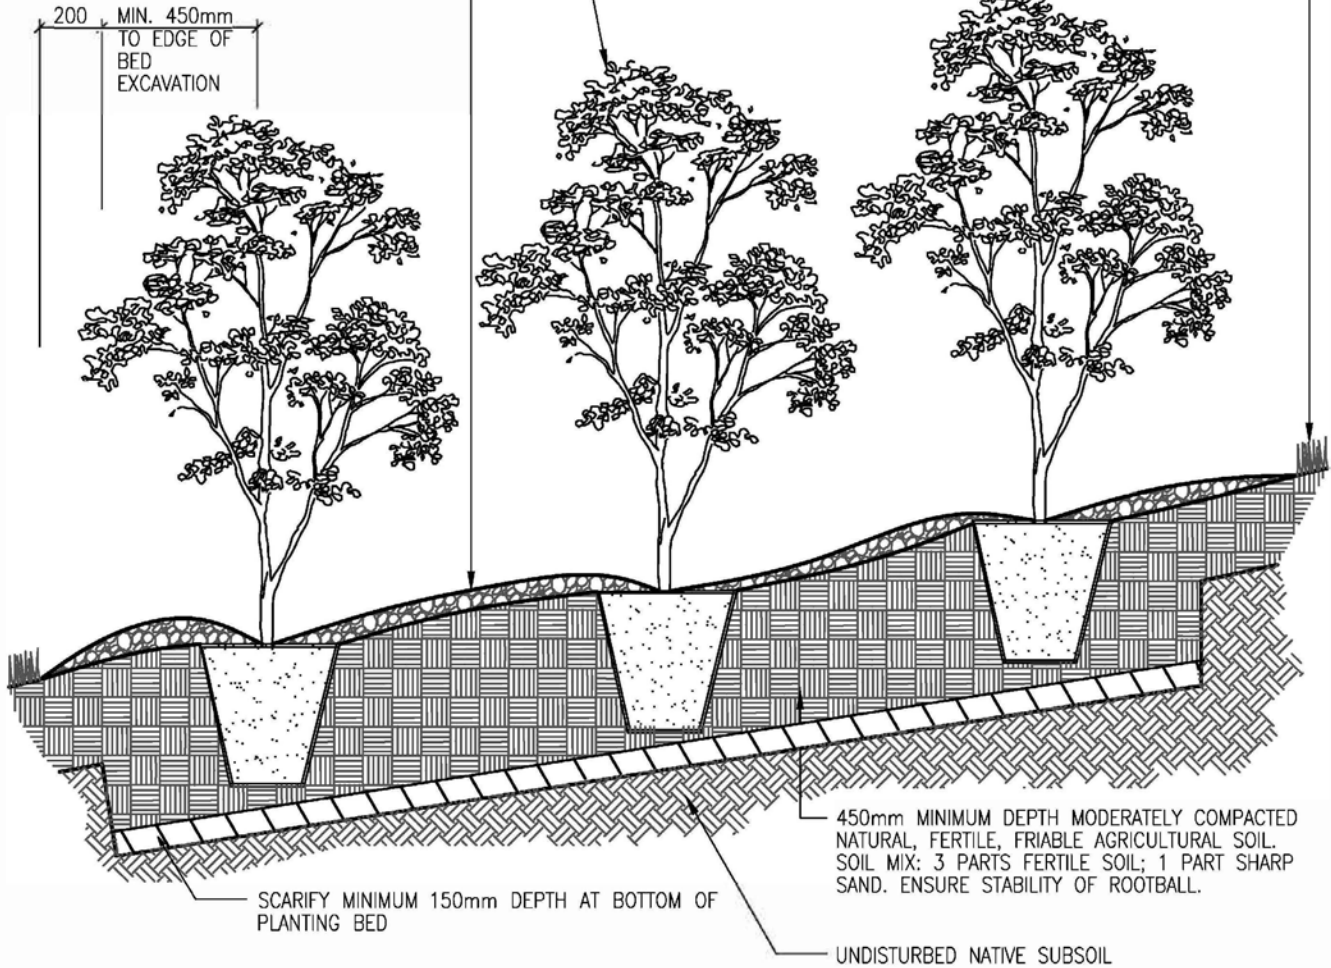 200 MIN. 450mm
TO EDGE OF
BED
EXCAVATION
450mm MINIMUM DEPTH MODERATELY COMPACTED
NATURAL, FERTILE, FRIABLE AGRICULTURAL SOIL.
SOIL MIX: 3 PARTS FERTILE SOIL; 1 PART SHARP
SAND. ENSURE STABILITY OF ROOTBALL.
SCARIFY MINIMUM 150mm DEPTH AT BOTTOM OF
PLANTING BED
UNDISTURBED NATIVE SUBSOIL